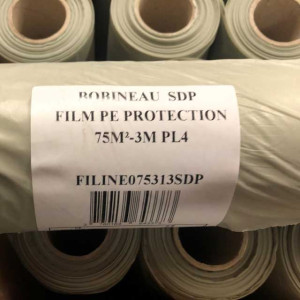 ROBINEAU SDP
FILM PE PROTECTION
75M²-3M PL4
FILINE075313SDP